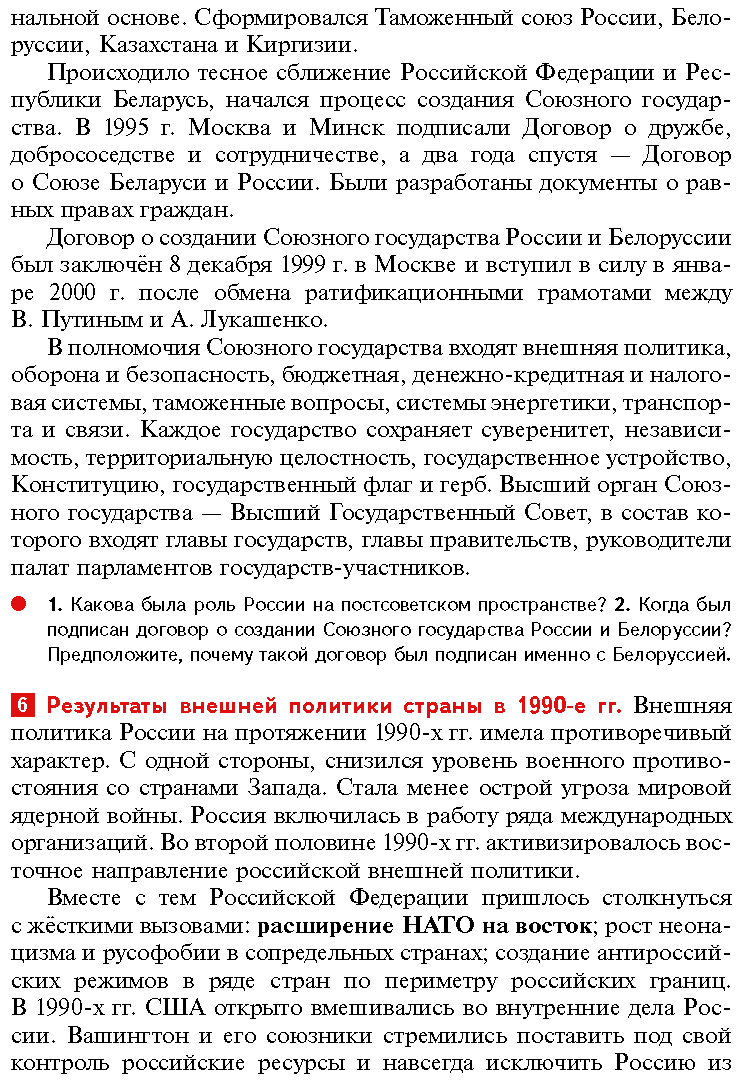 нальной основе. Сформировался Таможенный союз России, Бело-
руссии, Казахстана и Киргизии.
Происходило тесное сближение Российской Федерации и Рес-
публики Беларусь, начался процесс создания Союзного государ-
ства. В 1995 г. Москва и Минск подписали Договор о дружбе,
добрососедстве и сотрудничестве, а два года спустя — Договор
о Союзе Беларуси и России. Были разработаны документы о рав-
ных правах граждан.
Договор о создании Союзного государства России и Белоруссии
был заключён 8 декабря 1999 г. в Москве и вступил в силу в янва-
ре 2000 г. после обмена ратификационными грамотами между
В. Путиным и А. Лукашенко.
В полномочия Союзного государства входят внешняя политика,
оборона и безопасность, бюджетная, денежно-кредитная и налого-
вая системы, таможенные вопросы, системы энергетики, транспор-
та и связи. Каждое государство сохраняет суверенитет, независи-
мость, территориальную целостность, государственное устройство,
Конституцию, государственный флаг и герб. Высший орган Союз-
ного государства — Высший Государственный Совет, в состав ко-
торого входят главы государств, главы правительств, руководители
палат парламентов государств-участников.
1. Какова была роль России на постсоветском пространстве? 2. Когда был
подписан договор о создании Союзного государства России и Белоруссии?
Предположите, почему такой договор был подписан именно с Белоруссией.
6 Результаты внешней политики страны в 1990-е гг. Внешняя
политика России на протяжении 1990-х гг. имела противоречивый
характер. С одной стороны, снизился уровень военного противо-
стояния со странами Запада. Стала менее острой угроза мировой
ядерной войны. Россия включилась в работу ряда международных
организаций. Во второй половине 1990-х гг. активизировалось вос-
точное направление российской внешней политики.
Вместе с тем Российской Федерации пришлось столкнуться
с жёсткими вызовами: расширение НАТО на восток; рост неона-
цизма и русофобии в сопредельных странах; создание антироссий-
ских режимов в ряде стран по периметру российских границ.
В 1990-х гг. США открыто вмешивались во внутренние дела Рос-
сии. Вашингтон и его союзники стремились поставить под свой
контроль российские ресурсы и навсегда исключить Россию из